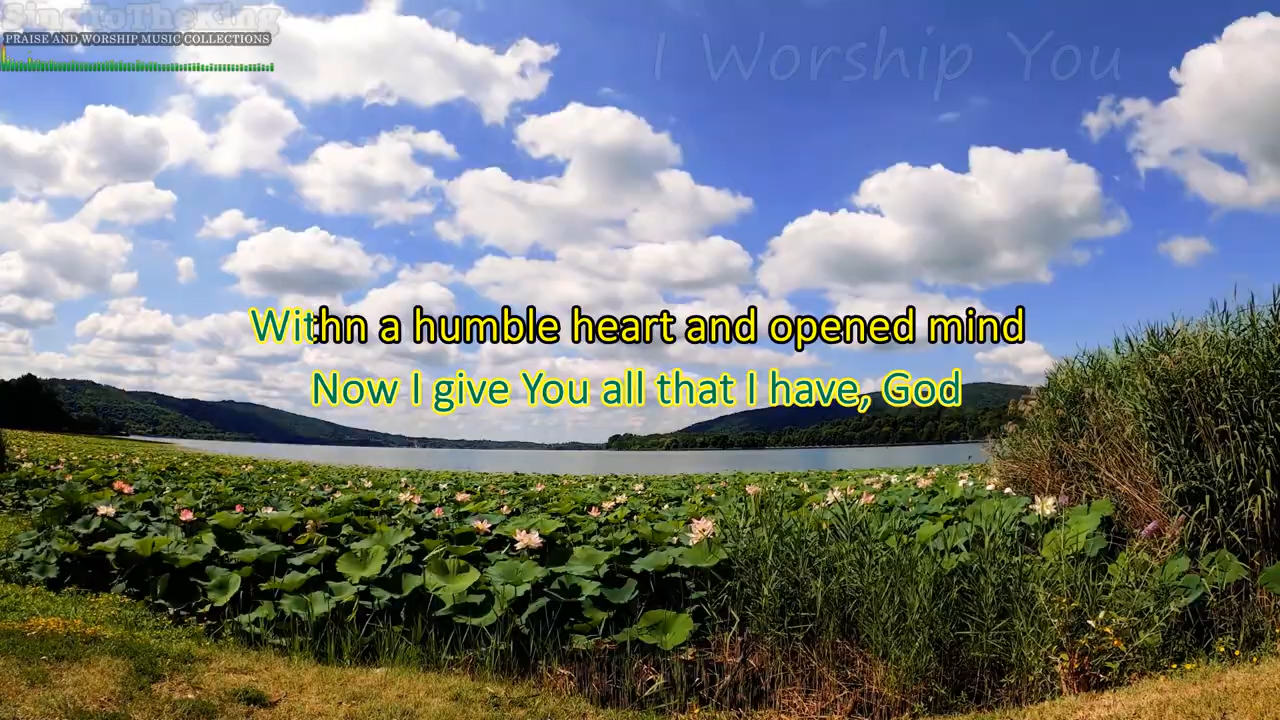 SingToTheKing
PRAISE AND WORSHIP MUSIC COLLECTIONS
I Worship You
Withn a humble heart and opened mind
Now I give You all that I have, God